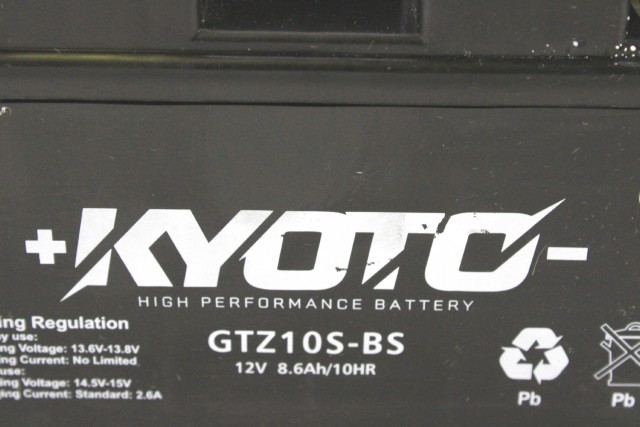 +KYOTO-
HIGH PERFORMANCE BATTERY
GTZ10S-BS
12V 8.6Ah/10HR
ing Regulation
y use:
ing Voltage: 13.6V-13.8V
ing Current: No Limited
use:
ing Voltage: 14.5V-15V
ging Current: Standard: 2.6A
Pb
Pb